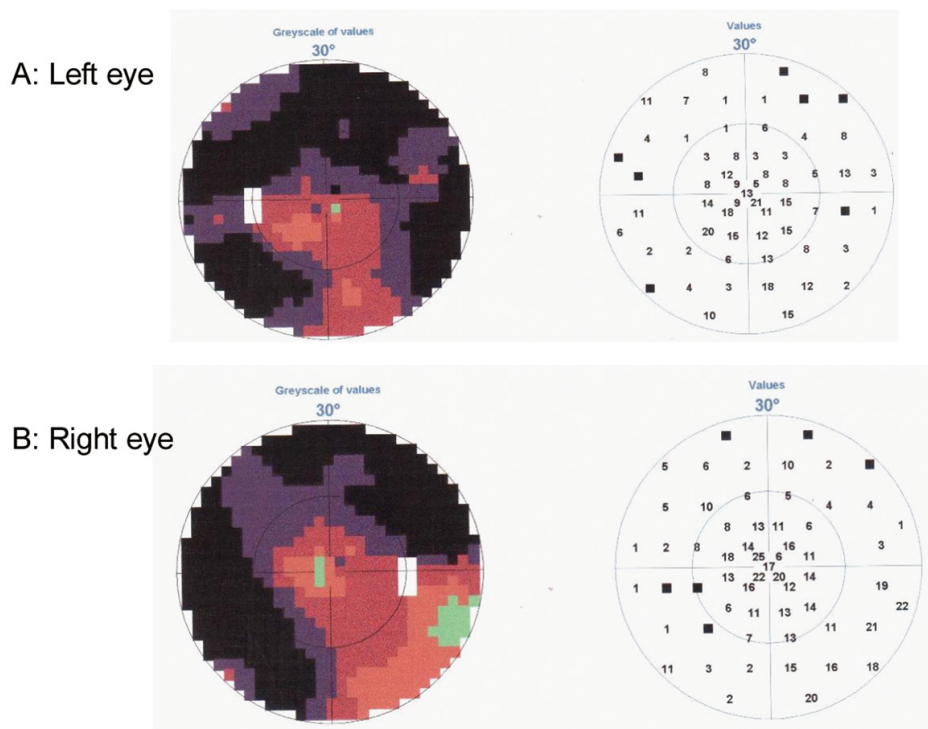 A: Left eye
Greyscale of values
30°
Values
30°
8
11 7 1 1
1 6
4 1 4 8
3 8 3 3
12 8 5 13 3
8 9 5 8
13
14 9 21 15
11 18 11 7 1
6 20 15 12 15
2 2 8 3
6 13
4 3 18 12 2
10 15
B: Right eye
Greyscale of values
30°
Values
30°
5 6 2 10 2
6 5
5 10 4 4
8 13 11 6 1
1 2 8 14 16 3
18 25 6 11
17
13 22 20 14
1 16 12 19
6 11 13 14 22
1 11 21
7 13
11 3 2 15 16 18
2 20